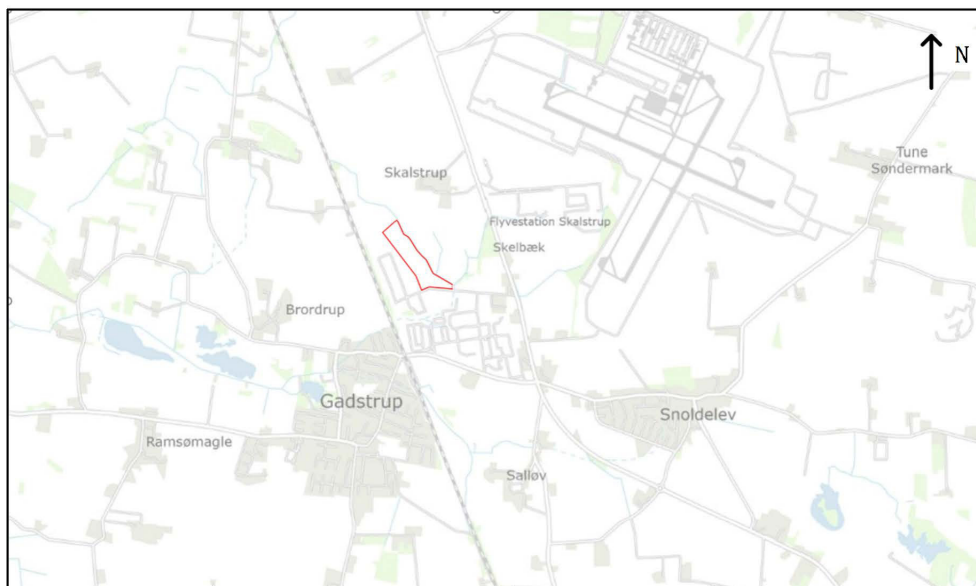 N
Tune
Søndermark
Skalstrup
Flyvestation Skalstrup
Skelbæk
Brordrup
Gadstrup
Snoldelev
Ramsømagle
Salløv